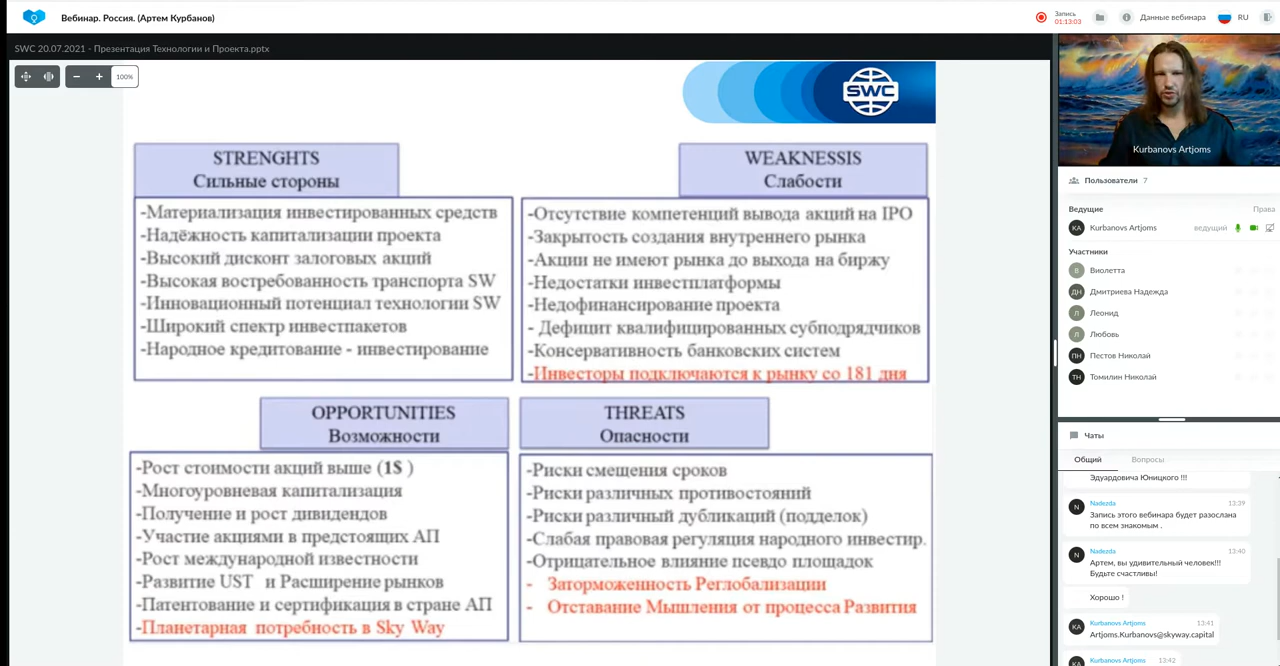 Вебинар. Россия. (Артем Курбанов)
Запись
01:13:03
Данные вебинара
RU
SWC 20.07.2021 - Презентация Технологии и Проекта.pptx
100%
SWC
STRENGHTS
Сильные стороны
-Материализация инвестированных средств
-Надёжность капитализации проекта
-Высокий дисконт залоговых акций
-Высокая востребованность транспорта SW
-Инновационный потенциал технологии SW
-Широкий спектр инвестпакетов
-Народное кредитование - инвестирование
WEAKNESSIS
Слабости
-Отсутствие компетенций вывода акций на IPO
-Закрытость создания внутреннего рынка
-Акции не имеют рынка до выхода на биржу
-Недостатки инвестплатформы
-Недофинансирование проекта
- Дефицит квалифицированных субподрядчиков
-Консервативность банковских систем
-Инвесторы подключаются к рынку со 181 дня
OPPORTUNITIES
Возможности
-Рост стоимости акций выше (1$ )
-Многоуровневая капитализация
-Получение и рост дивидендов
-Участие акциями в предстоящих АП
-Рост международной известности
-Развитие UST и Расширение рынков
-Патентование и сертификация в стране АП
-Планетарная потребность в Sky Way
THREATS
Опасности
-Риски смещения сроков
-Риски различных противостояний
-Риски различный дубликаций (подделок)
-Слабая правовая регуляция народного инвестир.
-Отрицательное влияние псевдо площадок
- Заторможенность Реглобализации
- Отставание Мышления от процесса Развития
Kurbanovs Artjoms
Пользователи 7
Ведущие
Права
KA Kurbanovs Artjoms ведущий
Участники
В Виолетта
ДН Дмитриева Надежда
Л Леонид
Л Любовь
ПН Пестов Николай
ТН Томилин Николай
Чаты
Общий Вопросы
Эдуардовича Юницкого !!!
N Nadezda 13:39
Запись этого вебинара будет разослана
по всем знакомым .
N Nadezda 13:40
Артем, вы удивительный человек!!!
Будьте счастливы!
Хорошо !
KA Kurbanovs Artjoms 13:41
Artjoms.Kurbanovs@skyway.capital
KA Kurbanovs Artjoms 13:42